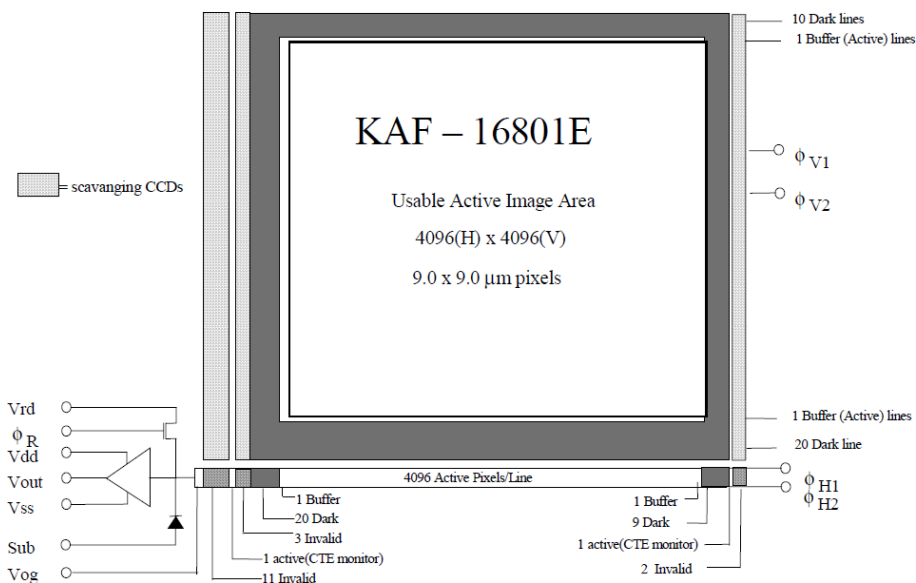 10 Dark lines
1 Buffer (Active) lines
KAF – 16801E
ϕ V1
= scavanging CCDs
Usable Active Image Area
ϕ V2
4096(H) x 4096(V)
9.0 x 9.0 μm pixels
Vrd
1 Buffer (Active) lines
ϕ R
20 Dark line
Vdd
Vout
4096 Active Pixels/Line
ϕ H1
Vss
1 Buffer
1 Buffer
ϕ H2
20 Dark
9 Dark
3 Invalid
1 active(CTE monitor)
Sub
1 active(CTE monitor)
2 Invalid
Vog
11 Invalid